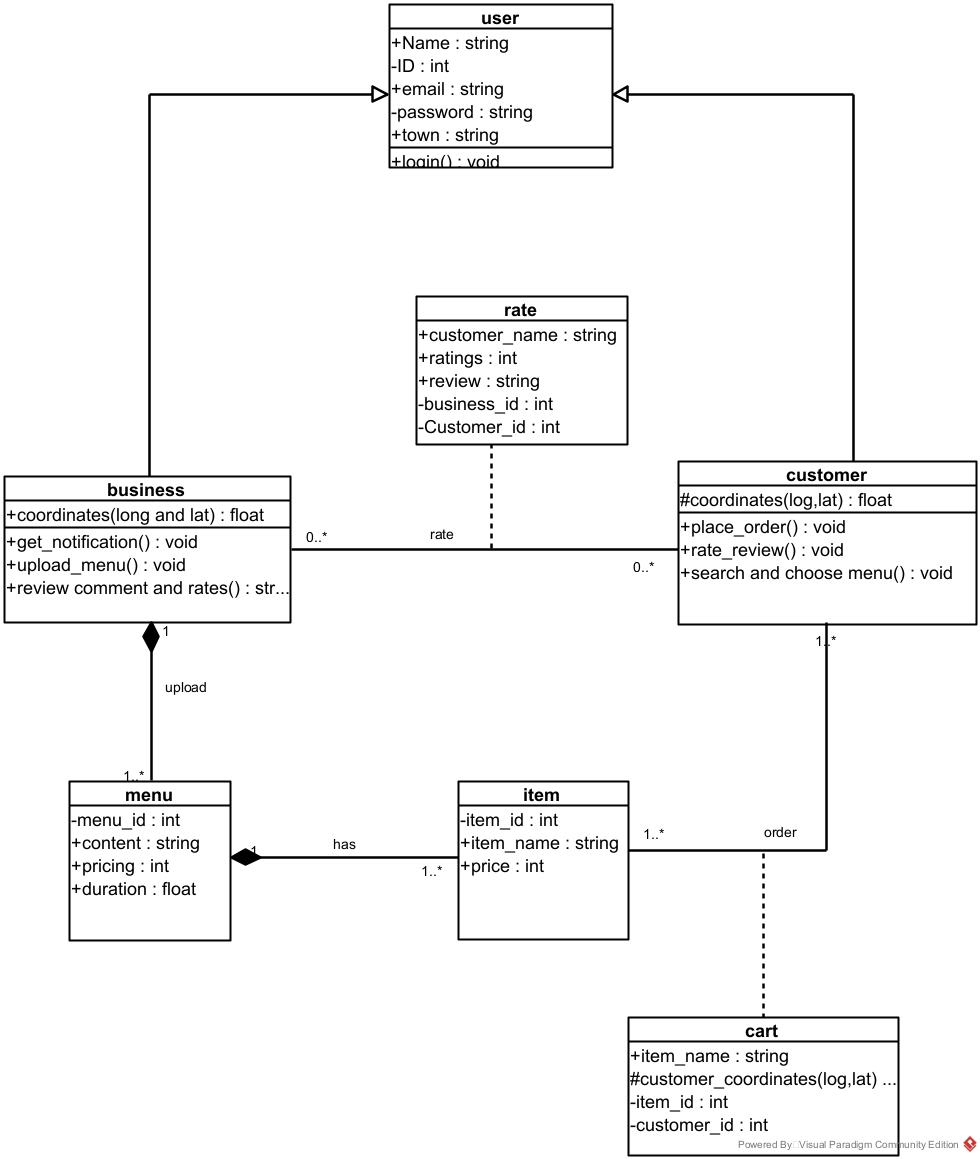 user
+Name : string
-ID : int
+email : string
-password : string
+town : string
+login() : void
rate
+customer_name : string
+ratings : int
+review : string
-business_id : int
-Customer_id : int
business
+coordinates(long and lat) : float
+get_notification() : void
+upload_menu() : void
+review comment and rates() : str...
customer
#coordinates(log,lat) : float
+place_order() : void
+rate_review() : void
+search and choose menu() : void
0..*
rate
0..*
1
1..*
upload
1..*
menu
-menu_id : int
+content : string
+pricing : int
+duration : float
1
has
1..*
item
-item_id : int
+item_name : string
+price : int
1..*
order
cart
+item_name : string
#customer_coordinates(log,lat) ...
-item_id : int
-customer_id : int
Powered By Visual Paradigm Community Edition